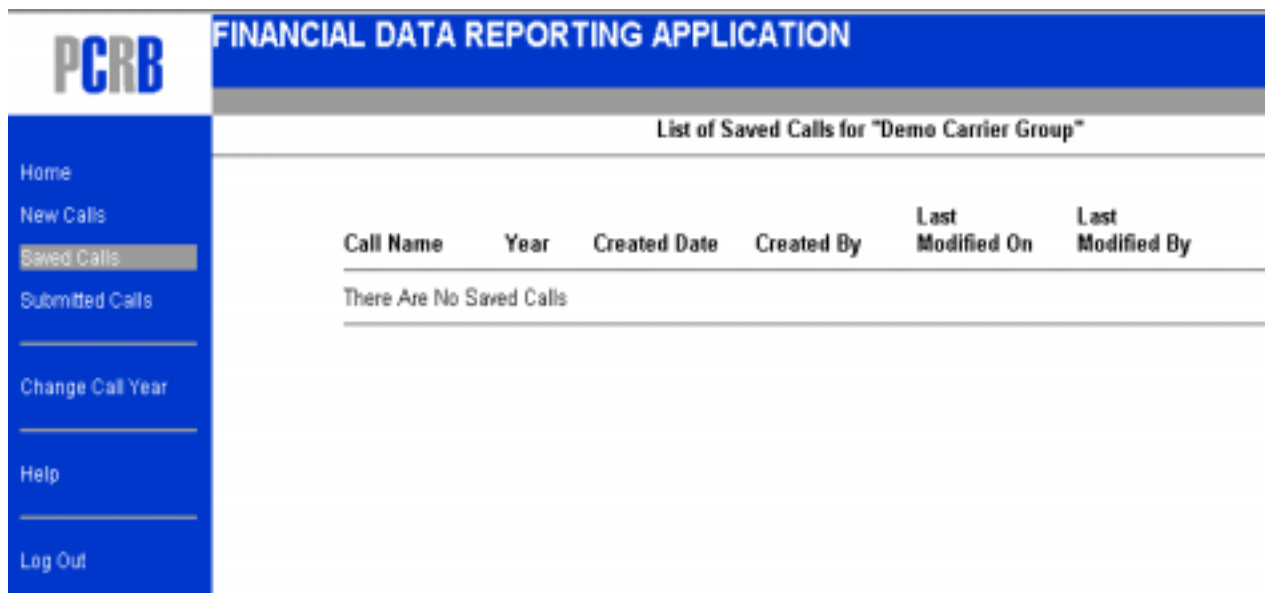 PCRB
FINANCIAL DATA REPORTING APPLICATION
List of Saved Calls for "Demo Carrier Group"
Home
New Calls
Saved Calls
Submitted Calls
Change Call Year
Help
Log Out
Call Name Year Created Date Created By Last Modified On Last Modified By
There Are No Saved Calls